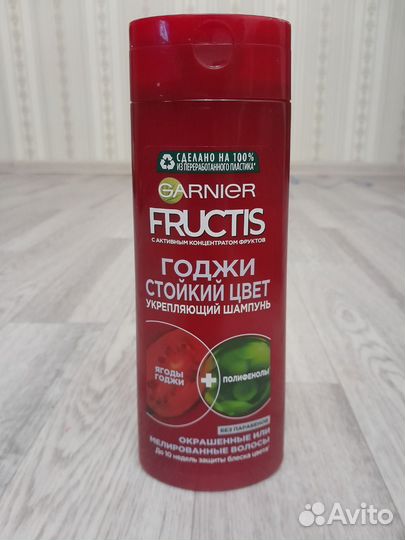 СДЕЛАНО НА 100%
ИЗ ПЕРЕРАБОТАННОГО ПЛАСТИКА*
GARNIER
FRUCTIS
С АКТИВНЫМ КОНЦЕНТРАТОМ ФРУКТОВ
ГОДЖИ
СТОЙКИЙ ЦВЕТ
УКРЕПЛЯЮЩИЙ ШАМПУНЬ
ЯГОДЫ
ГОДЖИ
+
ПОЛИФЕНОЛЫ
БЕЗ ПАРАБЕНОВ
ОКРАШЕННЫЕ ИЛИ
МЕЛИРОВАННЫЕ ВОЛОСЫ
До 10 недель защиты блеска цвета*
Avito